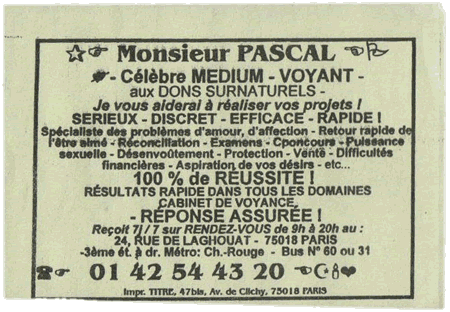 Monsieur PASCAL
- Célèbre MEDIUM - VOYANT -
aux DONS SURNATURELS -
Je vous aiderai à réaliser vos projets !
SERIEUX - DISCRET - EFFICACE - RAPIDE !
Spécialiste des problèmes d'amour, d'affection - Retour rapide de
l'être aimé - Réconciliation - Examens - Cponcours - Puissance
sexuelle - Désenvoûtement - Protection - Vente - Difficultés
financières - Aspiration de vos désirs - etc...
100 % de REUSSITE !
RÉSULTATS RAPIDE DANS TOUS LES DOMAINES
CABINET DE VOYANCE,
- RÉPONSE ASSURÉE !
Reçoit 7j / 7 sur RENDEZ-VOUS de 9h à 20h au :
24, RUE DE LAGHOUAT - 75018 PARIS
-3ème ét. à dr. Métro: Ch.-Rouge - Bus N° 60 ou 31
01 42 54 43 20
Impr. TITRE, 47bis, Av. de Clichy, 75018 PARIS